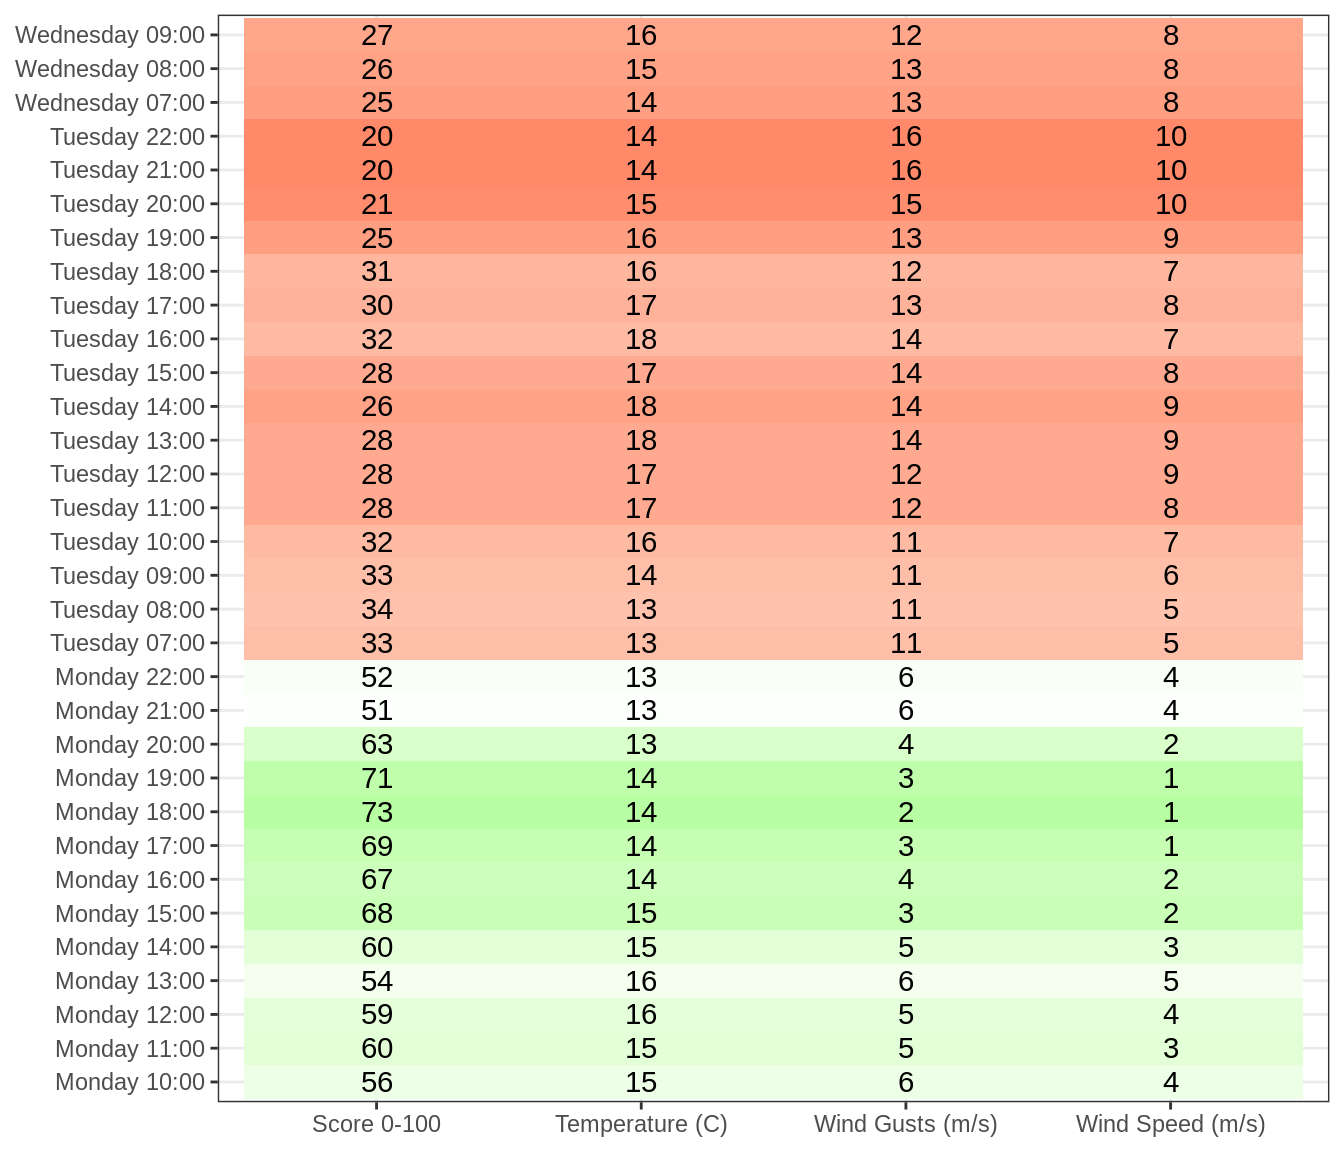 Wednesday 09:00 27 16 12 8
Wednesday 08:00 26 15 13 8
Wednesday 07:00 25 14 13 8
Tuesday 22:00 20 14 16 10
Tuesday 21:00 20 14 16 10
Tuesday 20:00 21 15 15 10
Tuesday 19:00 25 16 13 9
Tuesday 18:00 31 16 12 7
Tuesday 17:00 30 17 13 8
Tuesday 16:00 32 18 14 7
Tuesday 15:00 28 17 14 8
Tuesday 14:00 26 18 14 9
Tuesday 13:00 28 18 14 9
Tuesday 12:00 28 17 12 9
Tuesday 11:00 28 17 12 8
Tuesday 10:00 32 16 11 7
Tuesday 09:00 33 14 11 6
Tuesday 08:00 34 13 11 5
Tuesday 07:00 33 13 11 5
Monday 22:00 52 13 6 4
Monday 21:00 51 13 6 4
Monday 20:00 63 13 4 2
Monday 19:00 71 14 3 1
Monday 18:00 73 14 2 1
Monday 17:00 69 14 3 1
Monday 16:00 67 14 4 2
Monday 15:00 68 15 3 2
Monday 14:00 60 15 5 3
Monday 13:00 54 16 6 5
Monday 12:00 59 16 5 4
Monday 11:00 60 15 5 3
Monday 10:00 56 15 6 4
Score 0-100 Temperature (C) Wind Gusts (m/s) Wind Speed (m/s)